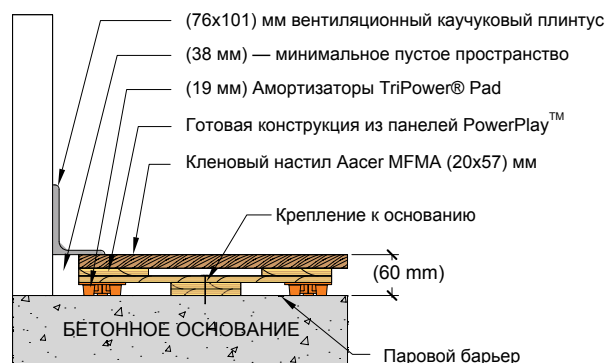 (76x101) мм вентиляционный каучуковый плинтус
(38 мм) — минимальное пустое пространство
(19 мм) Амортизаторы TriPower® Pad
Готовая конструкция из панелей PowerPlay™
Кленовый настил Aacer MFMA (20x57) мм
Крепление к основанию
(60 mm)
БЕТОННОЕ ОСНОВАНИЕ
Паровой барьер